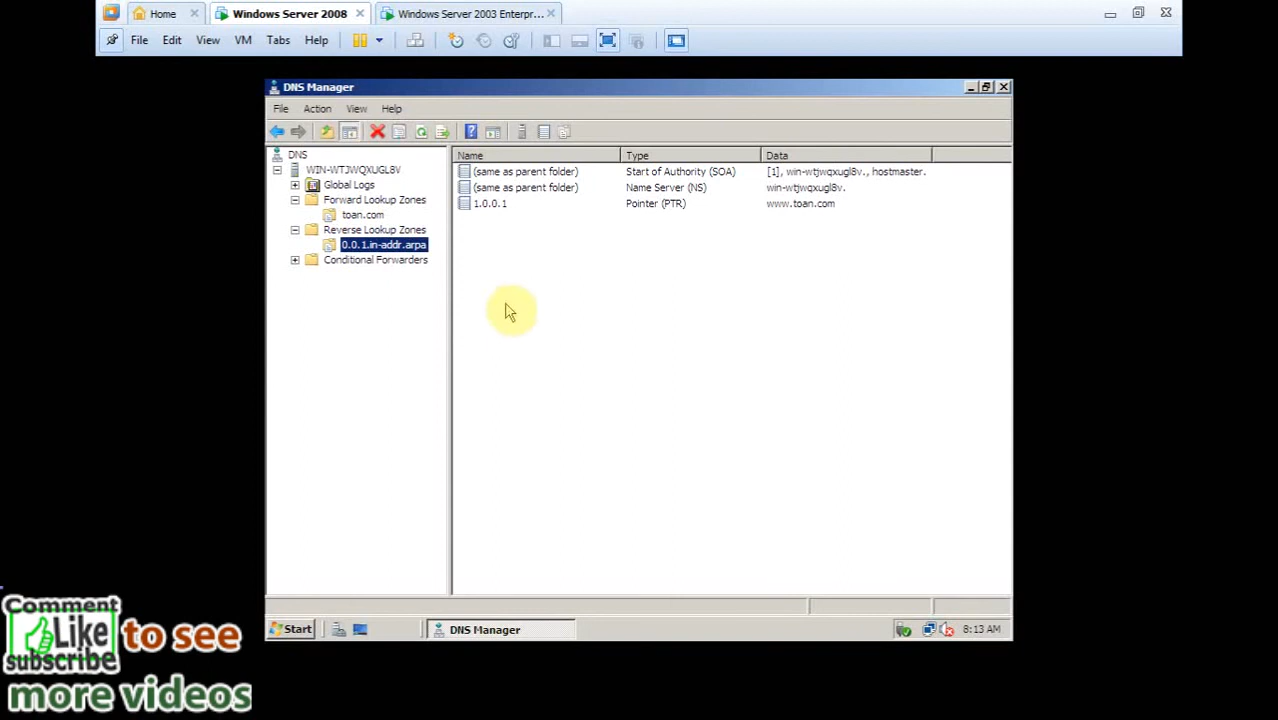 Home
Windows Server 2008
Windows Server 2003 Enterpr...
File Edit View VM Tabs Help
DNS Manager
File Action View Help
DNS
WIN-WTJWQXUGL8V
Global Logs
Forward Lookup Zones
toan.com
Reverse Lookup Zones
0.0.1.in-addr.arpa
Conditional Forwarders
Name Type Data
(same as parent folder) Start of Authority (SOA) [1], win-wtjwqxugl8v., hostmaster.
(same as parent folder) Name Server (NS) win-wtjwqxugl8v.
1.0.0.1 Pointer (PTR) www.toan.com
Start
DNS Manager
8:13 AM
Comment
Like to see
subscribe
more videos